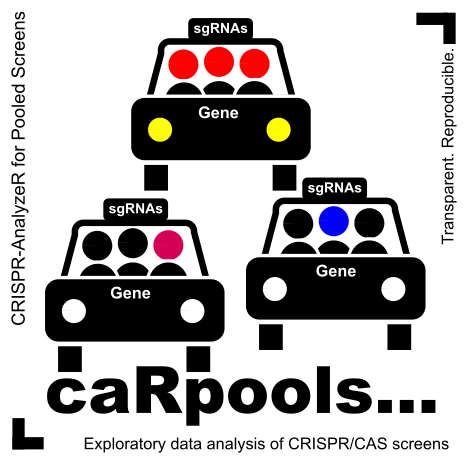 CRISPR-AnalyzeR for Pooled Screens
Transparent. Reproducible.
sgRNAs
Gene
sgRNAs
Gene
sgRNAs
Gene
caRpools...
Exploratory data analysis of CRISPR/CAS screens